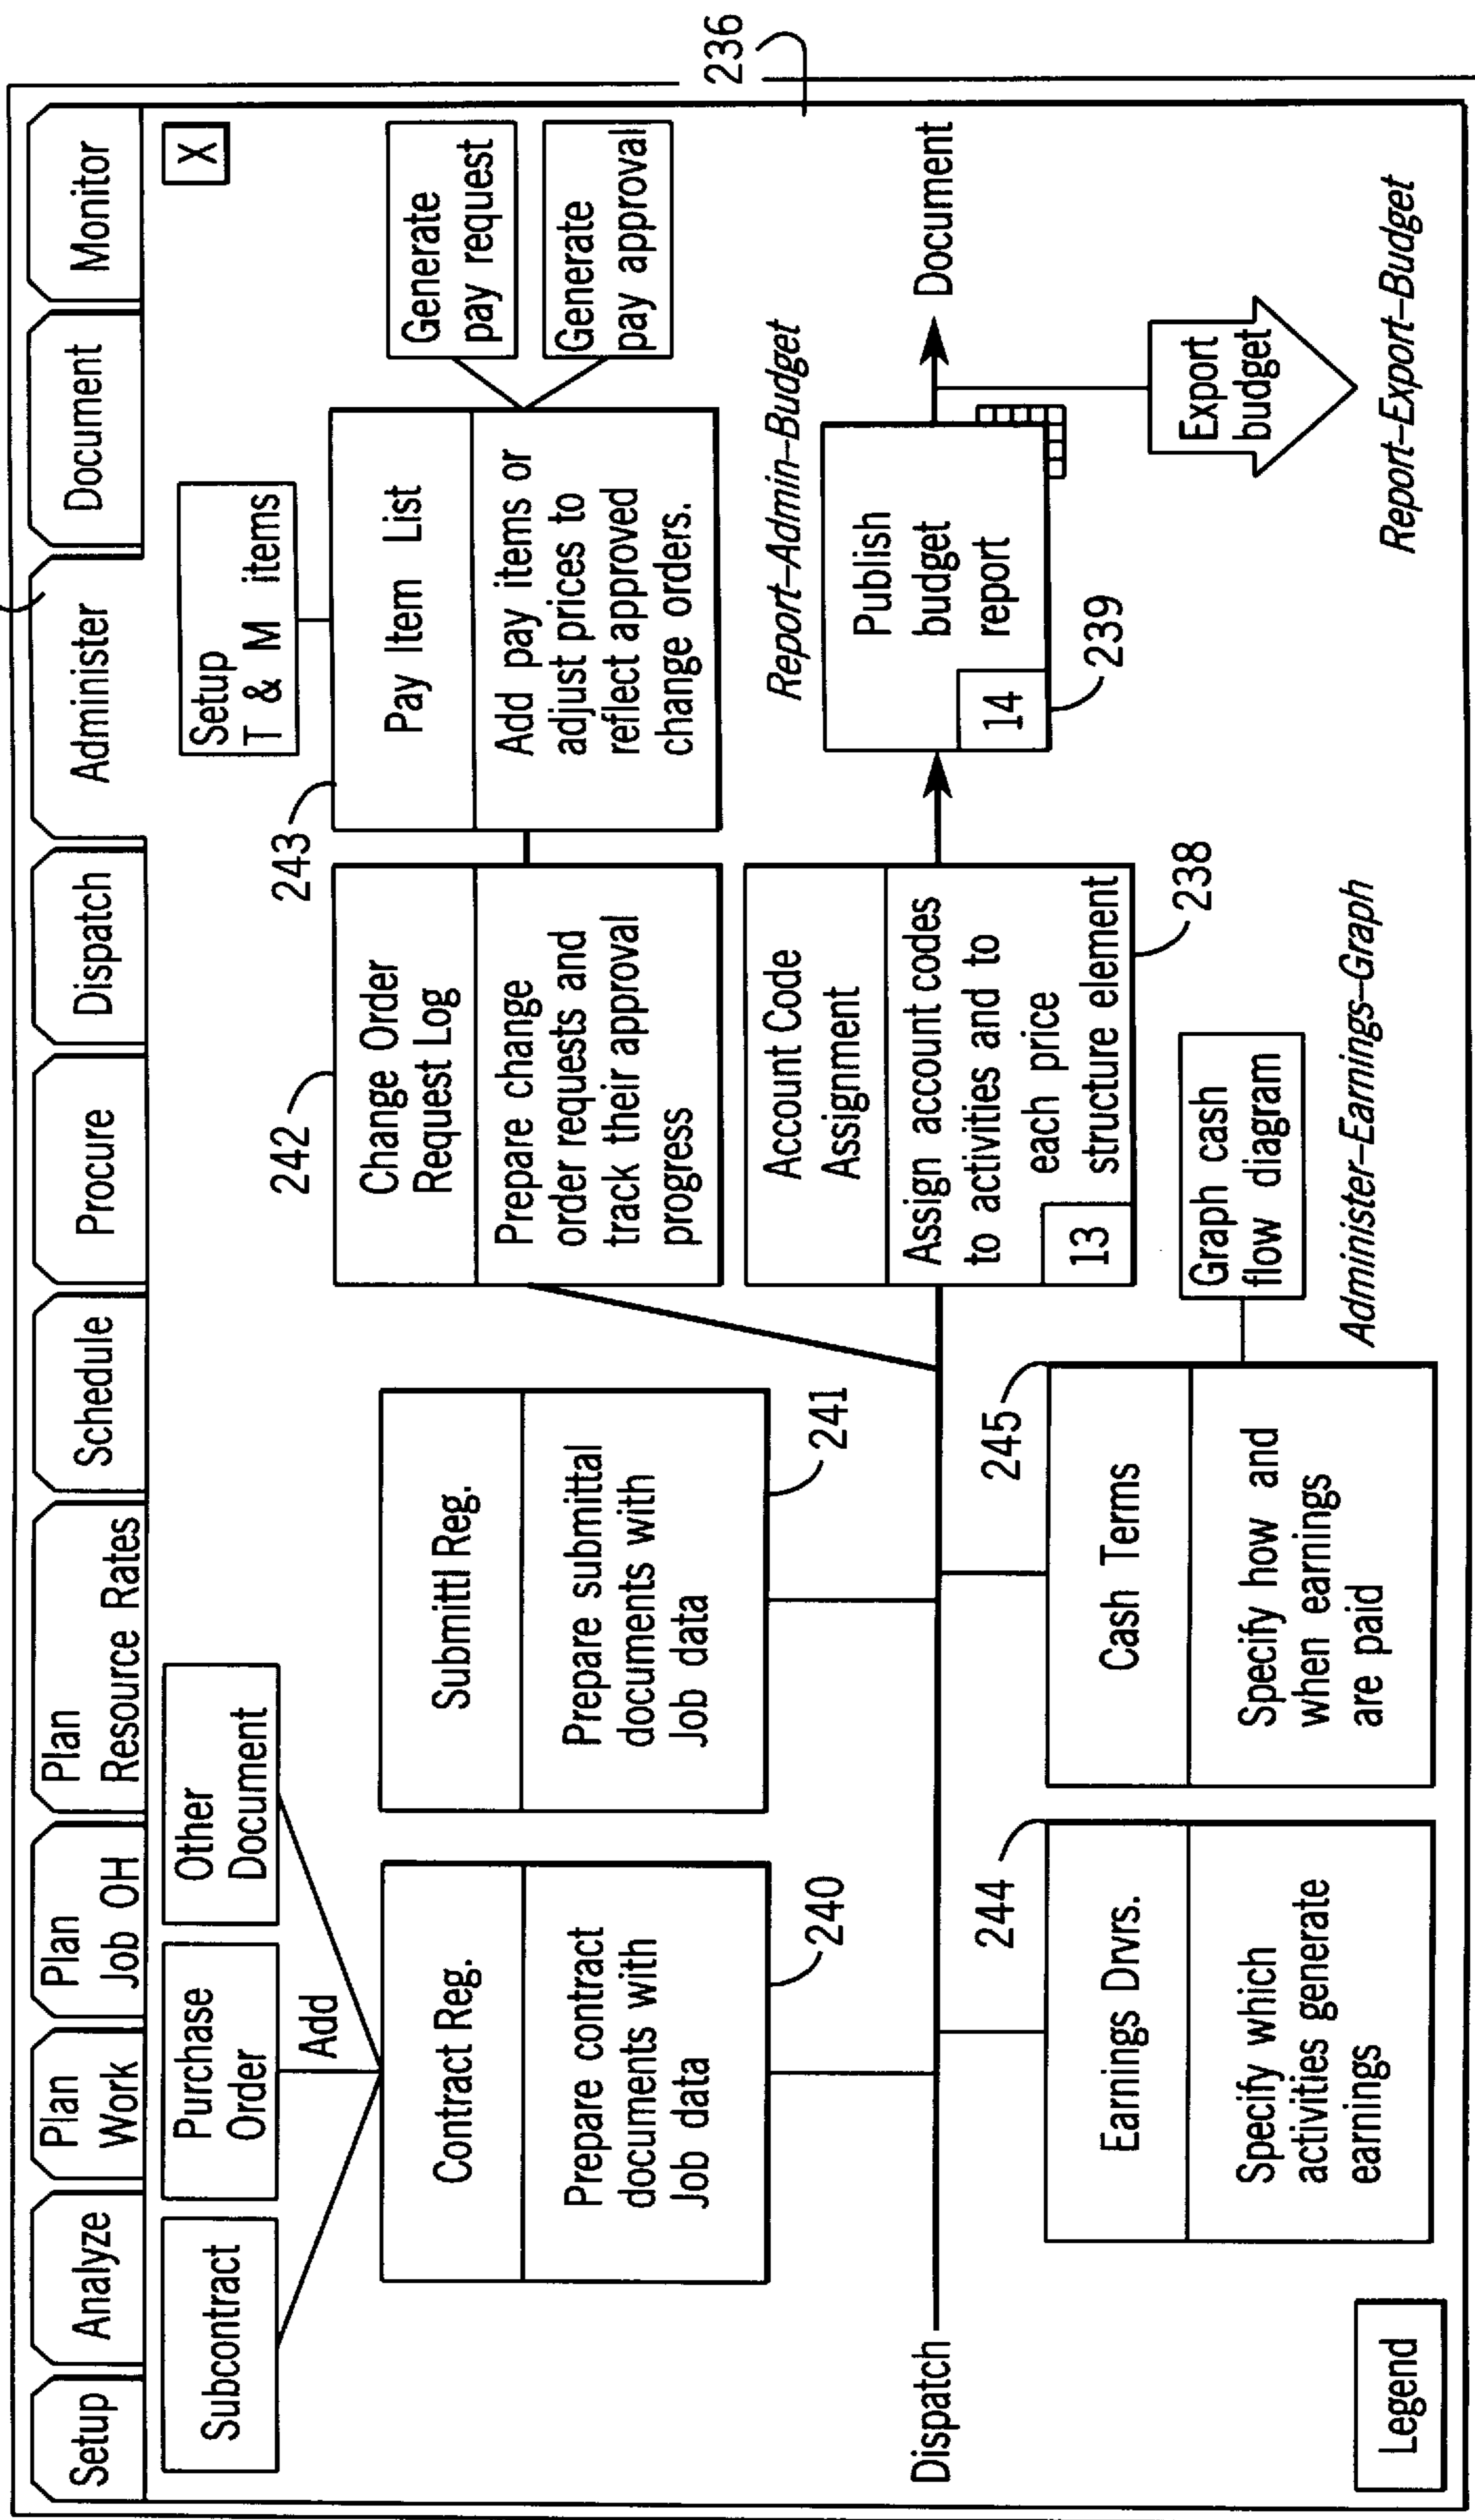 Setup
Analyze
Plan
Work
Plan
Job OH
Plan
Resource Rates
Schedule
Procure
Dispatch
Administer
Document
Monitor
X
236
Subcontract
Purchase
Order
Other
Document
Add
Contract Reg.
Prepare contract
documents with
Job data
240
Submittl Reg.
Prepare submittal
documents with
Job data
241
242
Change Order
Request Log
Prepare change
order requests and
track their approval
progress
243
Setup
T & M items
Pay Item List
Add pay items or
adjust prices to
reflect approved
change orders.
Generate
pay request
Generate
pay approval
Dispatch
Account Code
Assignment
Assign account codes
to activities and to
each price
structure element
13
238
Report-Admin-Budget
Publish
budget
report
14
239
Document
Export
budget
Report-Export-Budget
244
Earnings Drvrs.
Specify which
activities generate
earnings
245
Cash Terms
Specify how and
when earnings
are paid
Graph cash
flow diagram
Administer-Earnings-Graph
Legend